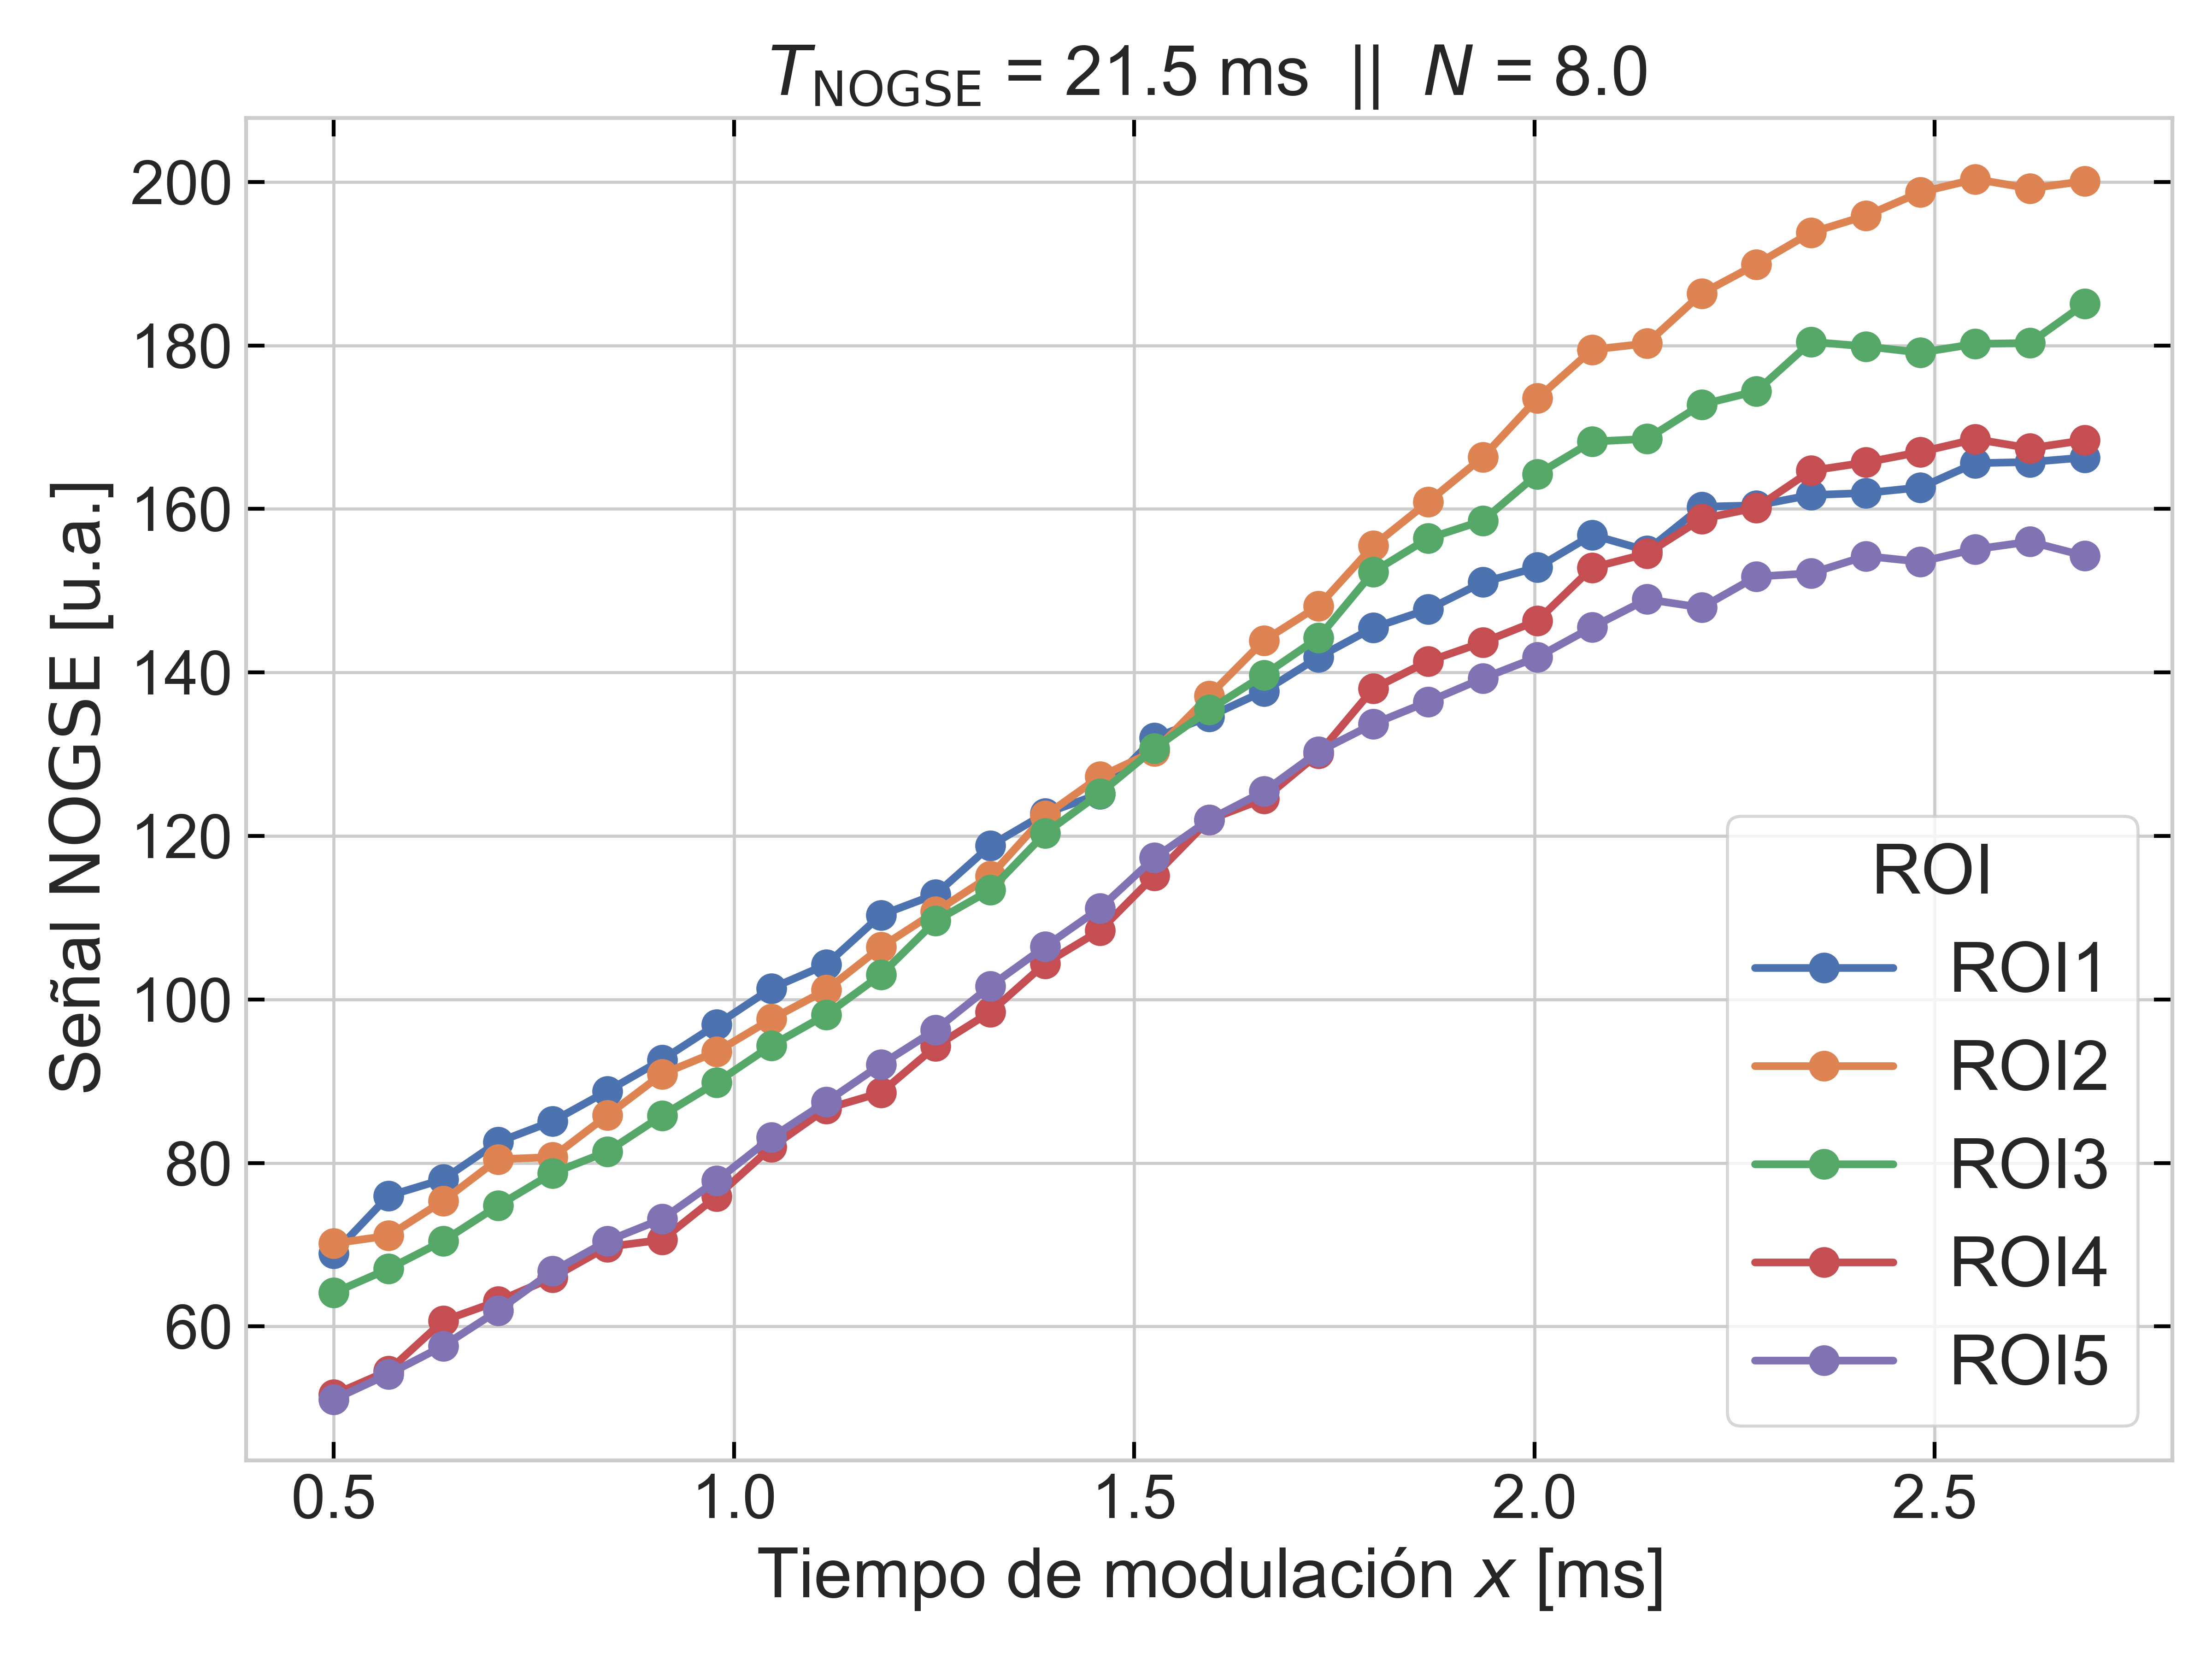 T_NOGSE = 21.5 ms || N = 8.0
Señal NOGSE [u.a.]
200
180
160
140
120
100
80
60
0.5 1.0 1.5 2.0 2.5
Tiempo de modulación x [ms]
ROI
ROI1
ROI2
ROI3
ROI4
ROI5